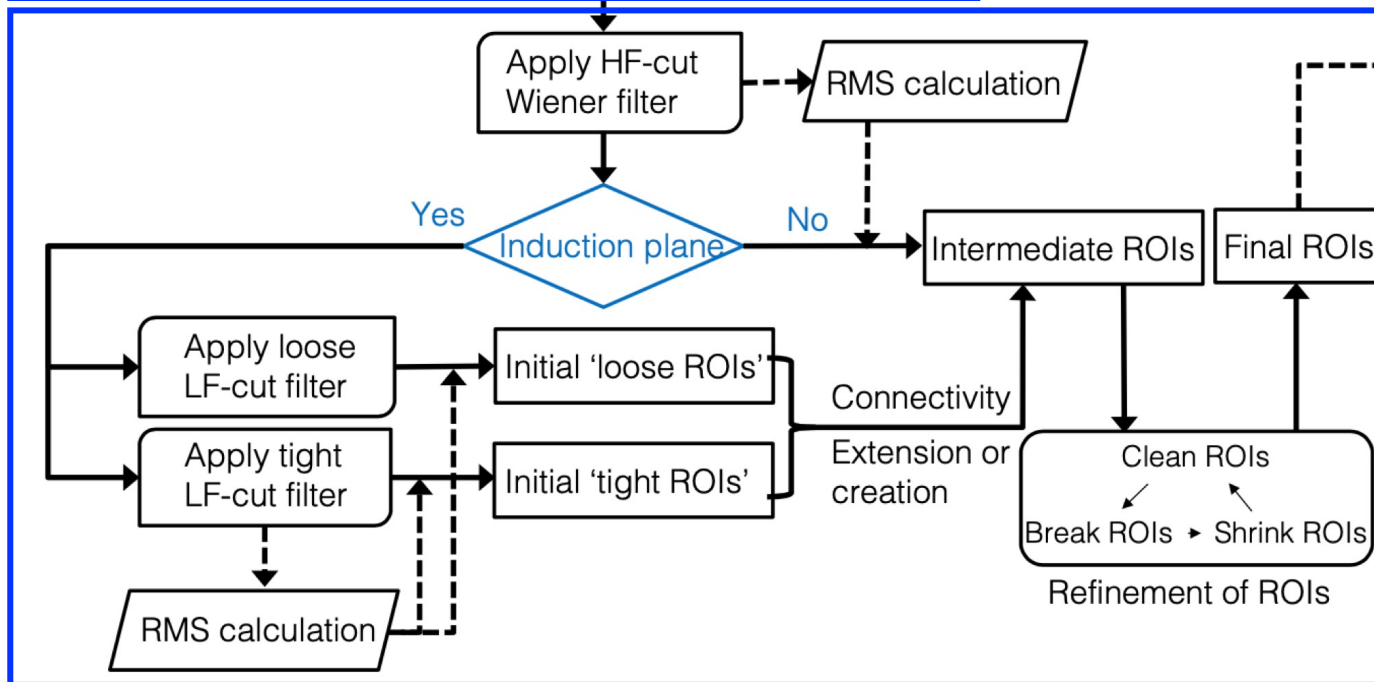 Apply HF-cut
Wiener filter
RMS calculation
Yes
Induction plane
No
Intermediate ROIs
Final ROIs
Apply loose
LF-cut filter
Initial ‘loose ROIs’
Connectivity
Apply tight
LF-cut filter
Initial ‘tight ROIs’
Extension or
creation
Clean ROIs
Break ROIs
Shrink ROIs
Refinement of ROIs
RMS calculation